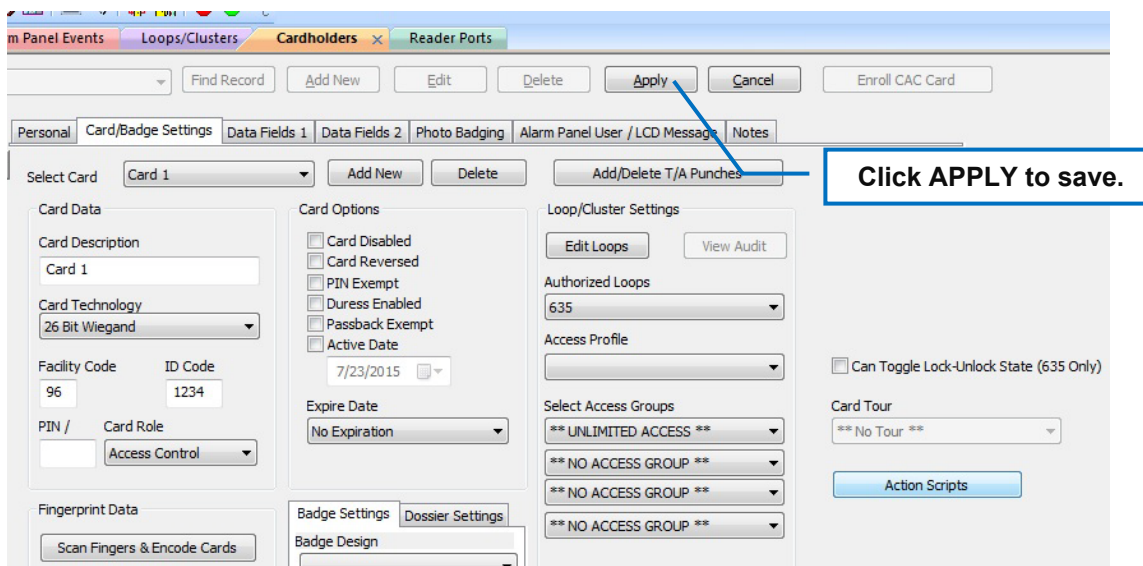 m Panel Events Loops/Clusters Cardholders Reader Ports
Find Record Add New Edit Delete Apply Cancel Enroll CAC Card
Personal Card/Badge Settings Data Fields 1 Data Fields 2 Photo Badging Alarm Panel User / LCD Message Notes
Click APPLY to save.
Select Card Card 1 Add New Delete Add/Delete T/A Punches
Card Data
Card Description
Card 1
Card Technology
26 Bit Wiegand
Facility Code ID Code
96 1234
PIN / Card Role
Access Control
Fingerprint Data
Scan Fingers & Encode Cards
Card Options
Card Disabled
Card Reversed
PIN Exempt
Duress Enabled
Passback Exempt
Active Date
7/23/2015
Expire Date
No Expiration
Badge Settings Dossier Settings
Badge Design
Loop/Cluster Settings
Edit Loops View Audit
Authorized Loops
635
Access Profile
Select Access Groups
** UNLIMITED ACCESS **
** NO ACCESS GROUP **
** NO ACCESS GROUP **
** NO ACCESS GROUP **
Can Toggle Lock-Unlock State (635 Only)
Card Tour
** No Tour **
Action Scripts